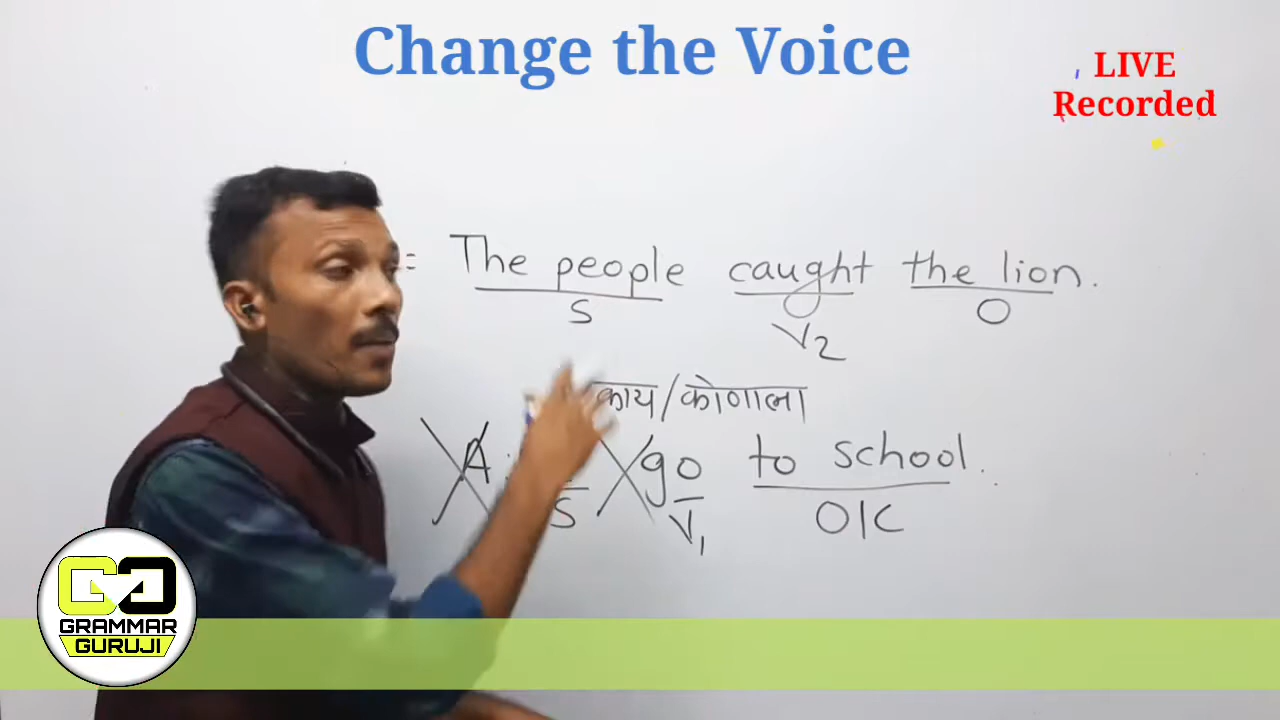 Change the Voice
LIVE
Recorded
= The people caught the lion.
S V2 O
काय/कोणाला
A go to school.
S V1 O/C
GRAMMAR
GURUJI